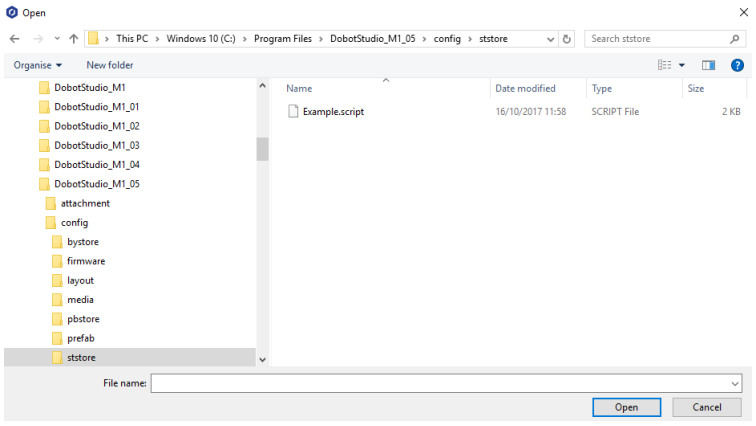 Open
This PC > Windows 10 (C:) > Program Files > DobotStudio_M1_05 > config > ststore
Search ststore
Organise
New folder
DobotStudio_M1
DobotStudio_M1_01
DobotStudio_M1_02
DobotStudio_M1_03
DobotStudio_M1_04
DobotStudio_M1_05
attachment
config
bystore
firmware
layout
media
pbstore
prefab
ststore
Name Date modified Type Size
Example.script 16/10/2017 11:58 SCRIPT File 2 KB
File name:
Open Cancel